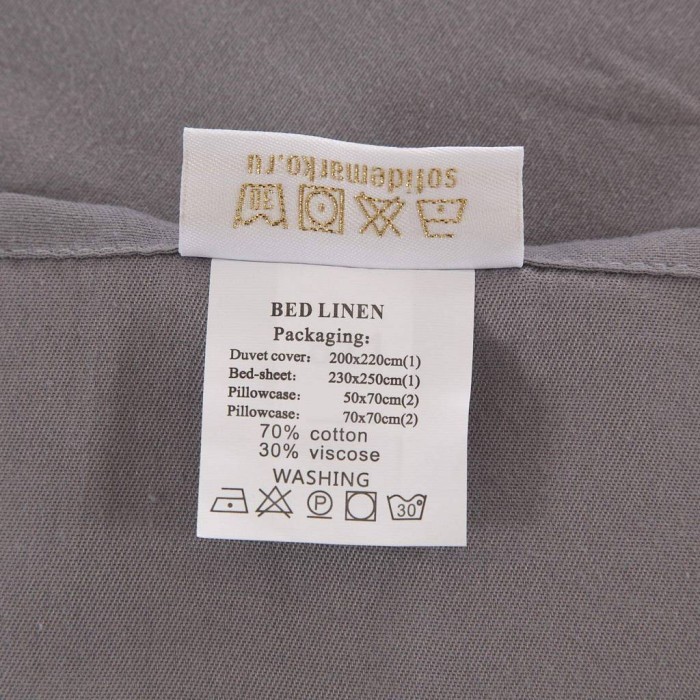 sofidemarko.ru
BED LINEN
Packaging:
Duvet cover: 200x220cm(1)
Bed-sheet: 230x250cm(1)
Pillowcase: 50x70cm(2)
Pillowcase: 70x70cm(2)
70% cotton
30% viscose
WASHING
P 30°